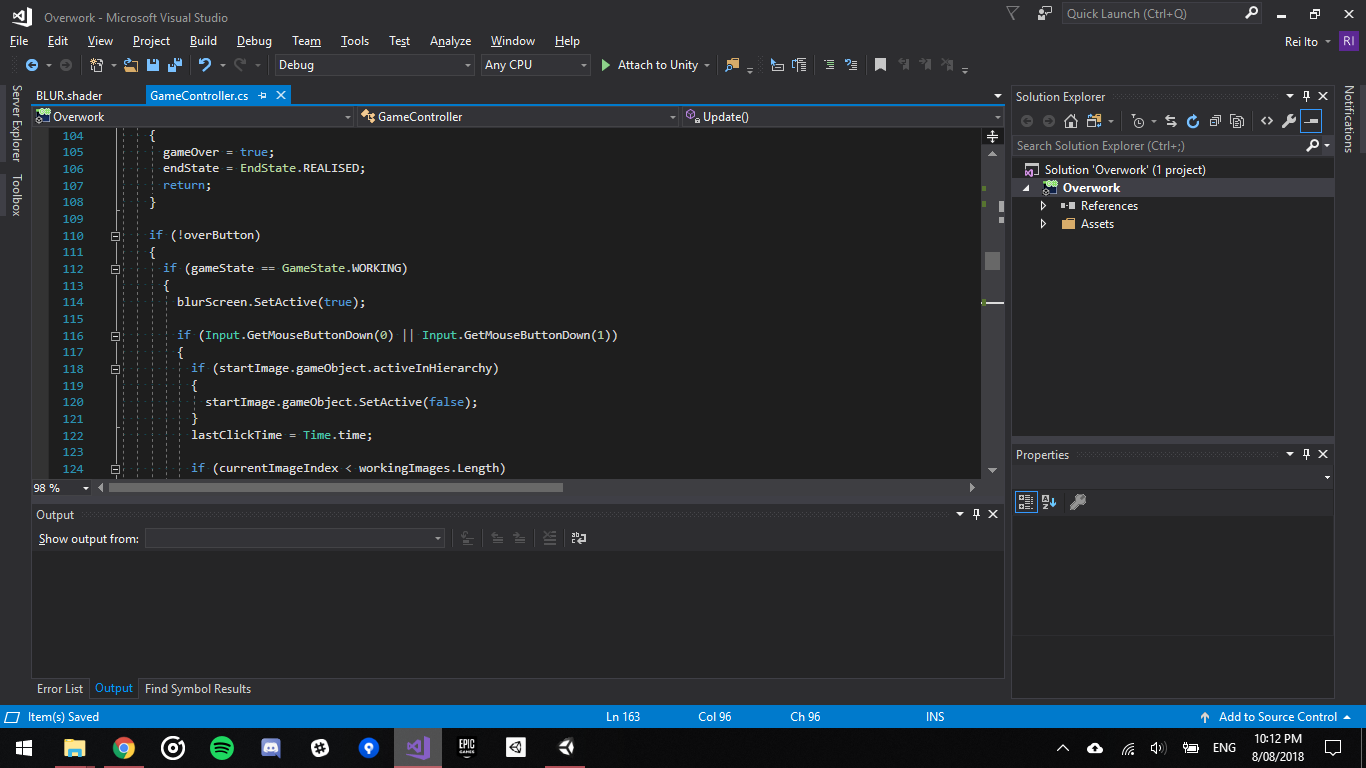 Overwork - Microsoft Visual Studio
Quick Launch (Ctrl+Q)
File Edit View Project Build Debug Team Tools Test Analyze Window Help
Rei Ito RI
Debug Any CPU Attach to Unity
Server Explorer
Toolbox
BLUR.shader GameController.cs
Overwork GameController Update()
104 {
105 gameOver = true;
106 endState = EndState.REALISED;
107 return;
108 }
109
110 if (!overButton)
111 {
112 if (gameState == GameState.WORKING)
113 {
114 blurScreen.SetActive(true);
115
116 if (Input.GetMouseButtonDown(0) || Input.GetMouseButtonDown(1))
117 {
118 if (startImage.gameObject.activeInHierarchy)
119 {
120 startImage.gameObject.SetActive(false);
121 }
122 lastClickTime = Time.time;
123
124 if (currentImageIndex < workingImages.Length)
98 %
Output
Show output from:
Error List Output Find Symbol Results
Solution Explorer
Search Solution Explorer (Ctrl+;)
Solution 'Overwork' (1 project)
Overwork
References
Assets
Properties
Notifications
Item(s) Saved Ln 163 Col 96 Ch 96 INS Add to Source Control
EPIC GAMES
ENG
10:12 PM
8/08/2018